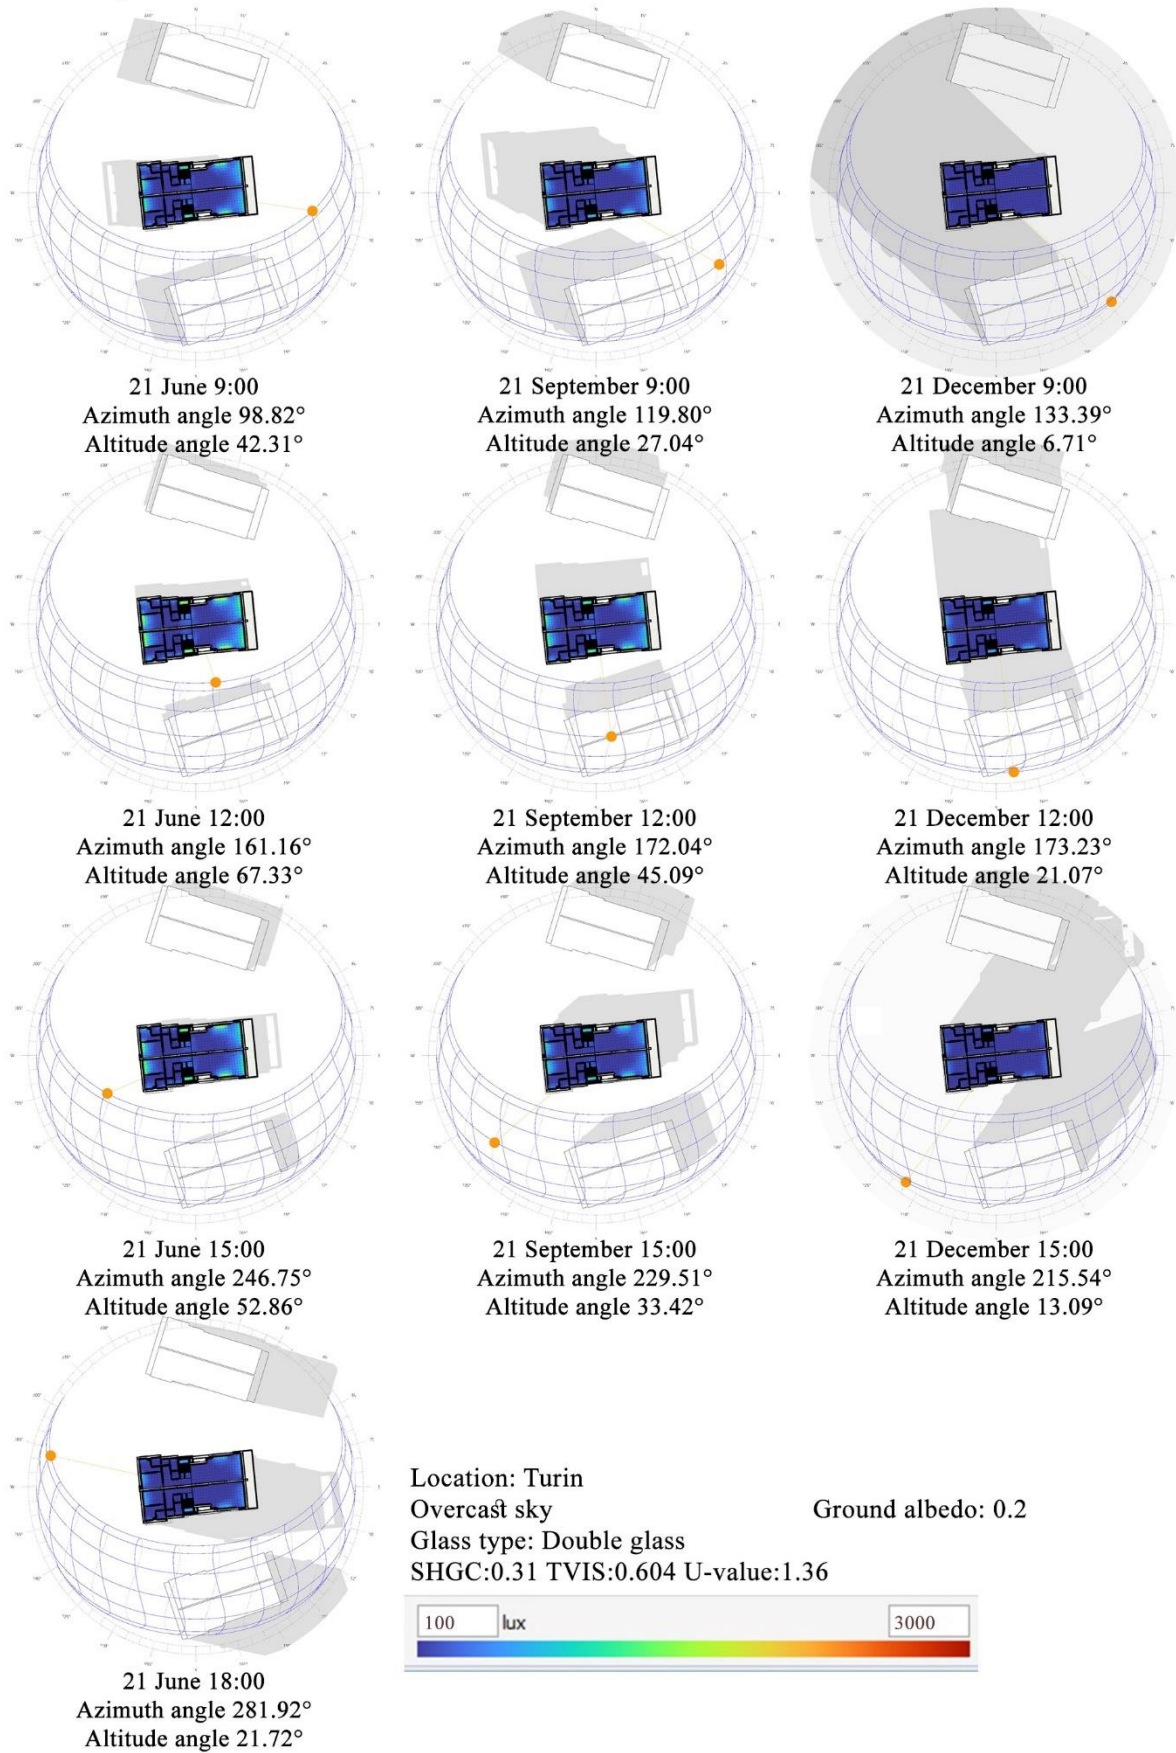 21 June 9:00
Azimuth angle 98.82°
Altitude angle 42.31°
21 September 9:00
Azimuth angle 119.80°
Altitude angle 27.04°
21 December 9:00
Azimuth angle 133.39°
Altitude angle 6.71°
21 June 12:00
Azimuth angle 161.16°
Altitude angle 67.33°
21 September 12:00
Azimuth angle 172.04°
Altitude angle 45.09°
21 December 12:00
Azimuth angle 173.23°
Altitude angle 21.07°
21 June 15:00
Azimuth angle 246.75°
Altitude angle 52.86°
21 September 15:00
Azimuth angle 229.51°
Altitude angle 33.42°
21 December 15:00
Azimuth angle 215.54°
Altitude angle 13.09°
21 June 18:00
Azimuth angle 281.92°
Altitude angle 21.72°
Location: Turin
Overcast sky Ground albedo: 0.2
Glass type: Double glass
SHGC:0.31 TVIS:0.604 U-value:1.36
100 lux 3000